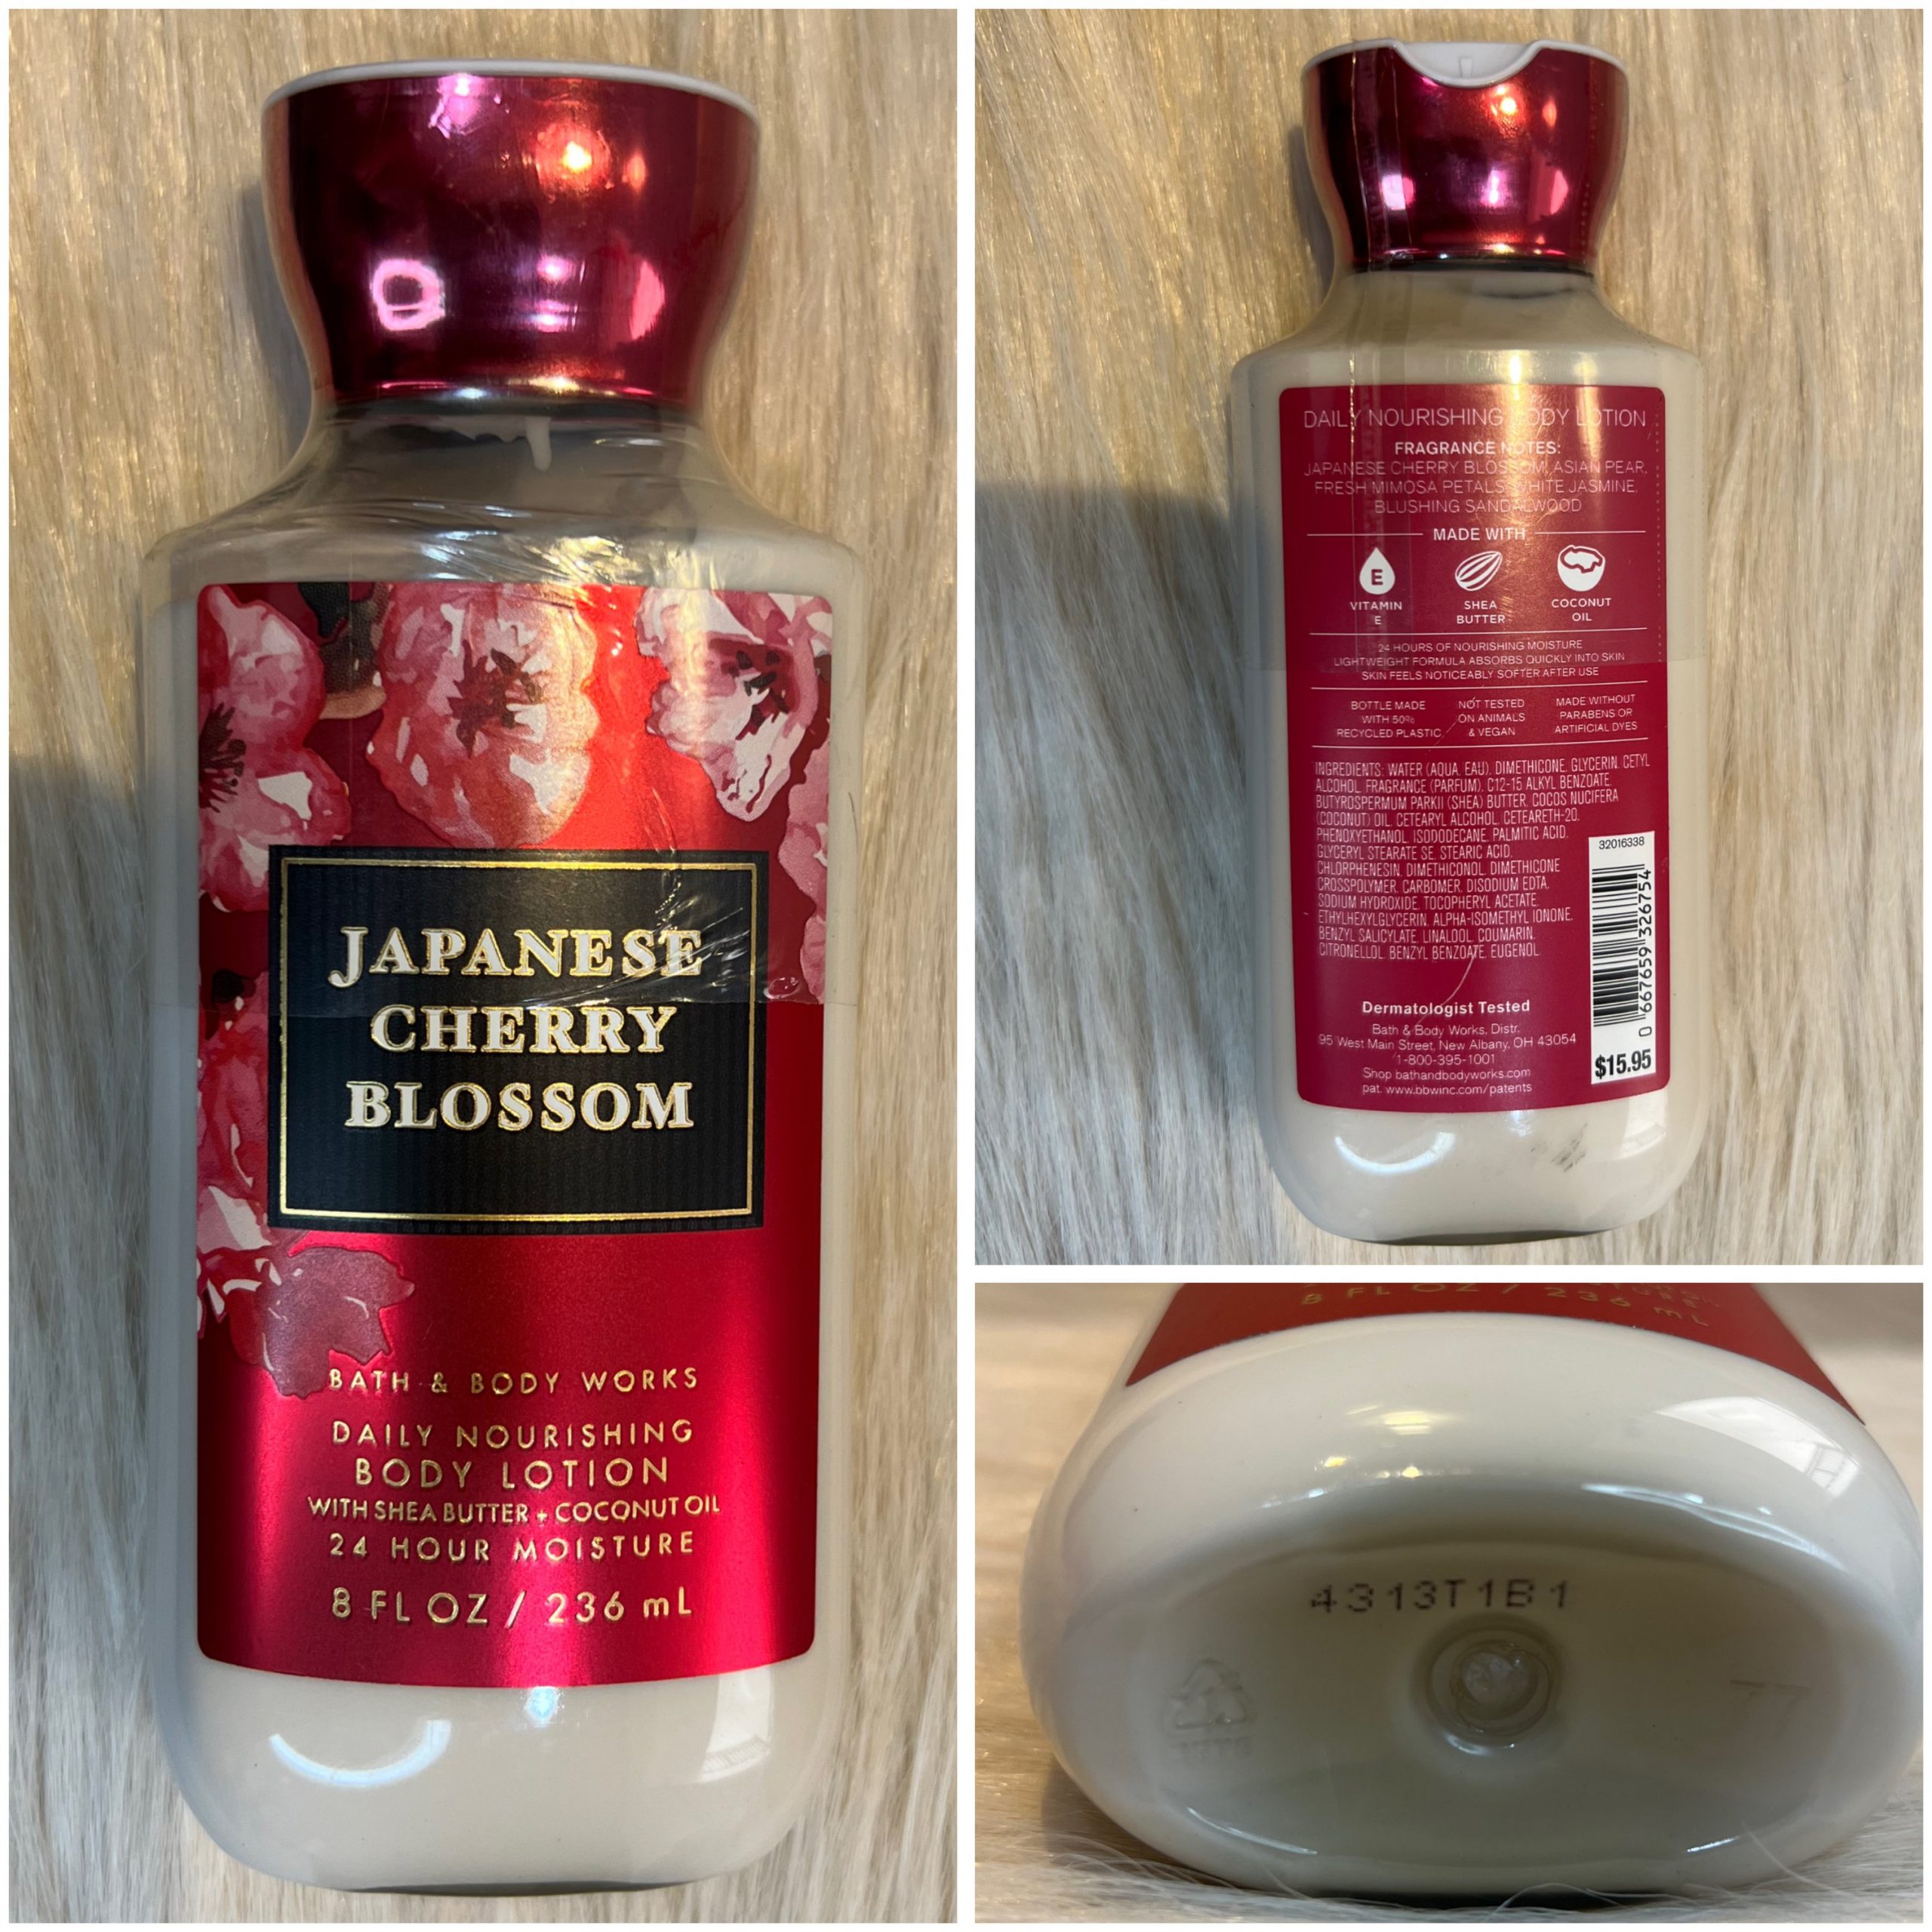 JAPANESE
CHERRY
BLOSSOM
BATH & BODY WORKS
DAILY NOURISHING
BODY LOTION
WITH SHEA BUTTER + COCONUT OIL
24 HOUR MOISTURE
8 FL OZ / 236 mL
DAILY NOURISHING BODY LOTION
FRAGRANCE NOTES:
JAPANESE CHERRY BLOSSOM, ASIAN PEAR,
FRESH MIMOSA PETALS, WHITE JASMINE,
BLUSHING SANDALWOOD
MADE WITH
E
VITAMIN
E
SHEA
BUTTER
COCONUT
OIL
24 HOURS OF NOURISHING MOISTURE
LIGHTWEIGHT FORMULA ABSORBS QUICKLY INTO SKIN
SKIN FEELS NOTICEABLY SOFTER AFTER USE
BOTTLE MADE
WITH 50%
RECYCLED PLASTIC
NOT TESTED
ON ANIMALS
& VEGAN
MADE WITHOUT
PARABENS OR
ARTIFICIAL DYES
INGREDIENTS: WATER (AQUA, EAU), DIMETHICONE, GLYCERIN, CETYL
ALCOHOL, FRAGRANCE (PARFUM), C12-15 ALKYL BENZOATE,
BUTYROSPERMUM PARKII (SHEA) BUTTER, COCOS NUCIFERA
(COCONUT) OIL, CETEARYL ALCOHOL, CETEARETH-20,
PHENOXYETHANOL, ISODODECANE, PALMITIC ACID,
GLYCERYL STEARATE SE, STEARIC ACID,
CHLORPHENESIN, DIMETHICONOL, DIMETHICONE
CROSSPOLYMER, CARBOMER, DISODIUM EDTA,
SODIUM HYDROXIDE, TOCOPHERYL ACETATE,
ETHYLHEXYLGLYCERIN, ALPHA-ISOMETHYL IONONE,
BENZYL SALICYLATE, LINALOOL, COUMARIN,
CITRONELLOL, BENZYL BENZOATE, EUGENOL.
32016338
0 667659 326754
$15.95
Dermatologist Tested
Bath & Body Works, Distr.
95 West Main Street, New Albany, OH 43054
1-800-395-1001
Shop bathandbodyworks.com
pat. www.bbwinc.com/patents
8 FL OZ / 236 mL
4313T1B1
77